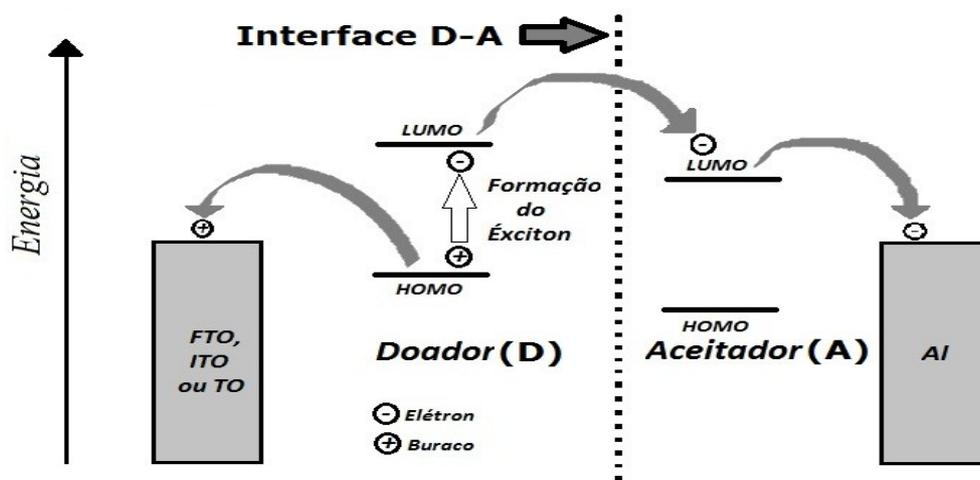 Interface D-A
Energia
LUMO
-
-
LUMO
Formação
do
Éxciton
+
+
-
HOMO
FTO,
ITO
ou TO
HOMO
Doador (D)
Aceitador (A)
Al
- Elétron
+ Buraco